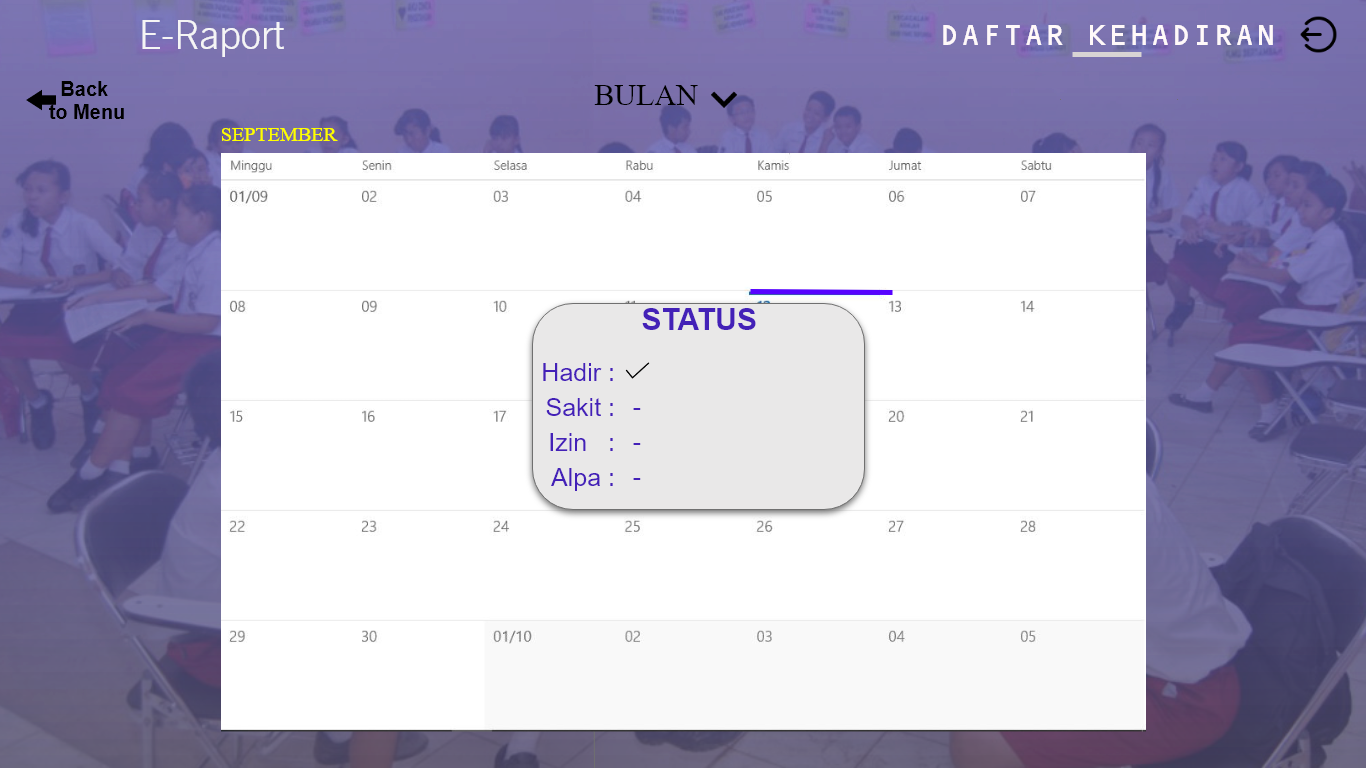 E-Raport
DAFTAR KEHADIRAN
Back
to Menu
BULAN
SEPTEMBER
Minggu Senin Selasa Rabu Kamis Jumat Sabtu
01/09 02 03 04 05 06 07
08 09 10 13 14
STATUS
Hadir : ✓
Sakit : -
Izin : -
Alpa : -
15 16 17 20 21
22 23 24 25 26 27 28
29 30 01/10 02 03 04 05